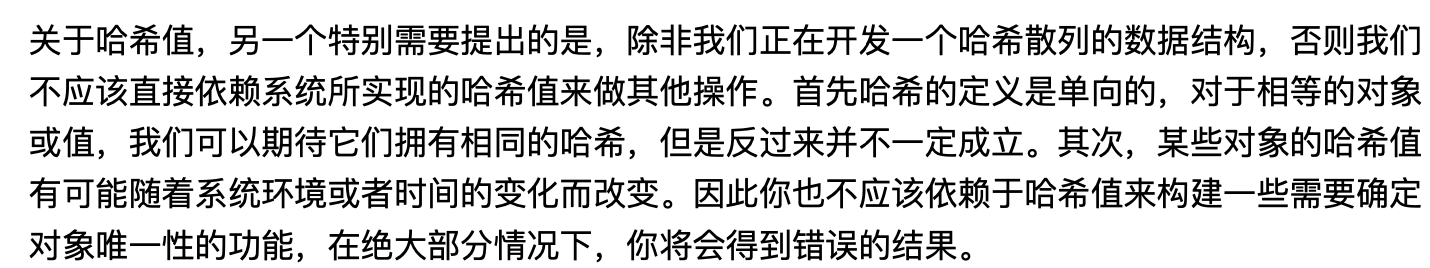 关于哈希值，另一个特别需要提出的是，除非我们正在开发一个哈希散列的数据结构，否则我们
不应该直接依赖系统所实现的哈希值来做其他操作。首先哈希的定义是单向的，对于相等的对象
或值，我们可以期待它们拥有相同的哈希，但是反过来并不一定成立。其次，某些对象的哈希值
有可能随着系统环境或者时间的变化而改变。因此你也不应该依赖于哈希值来构建一些需要确定
对象唯一性的功能，在绝大部分情况下，你将会得到错误的结果。